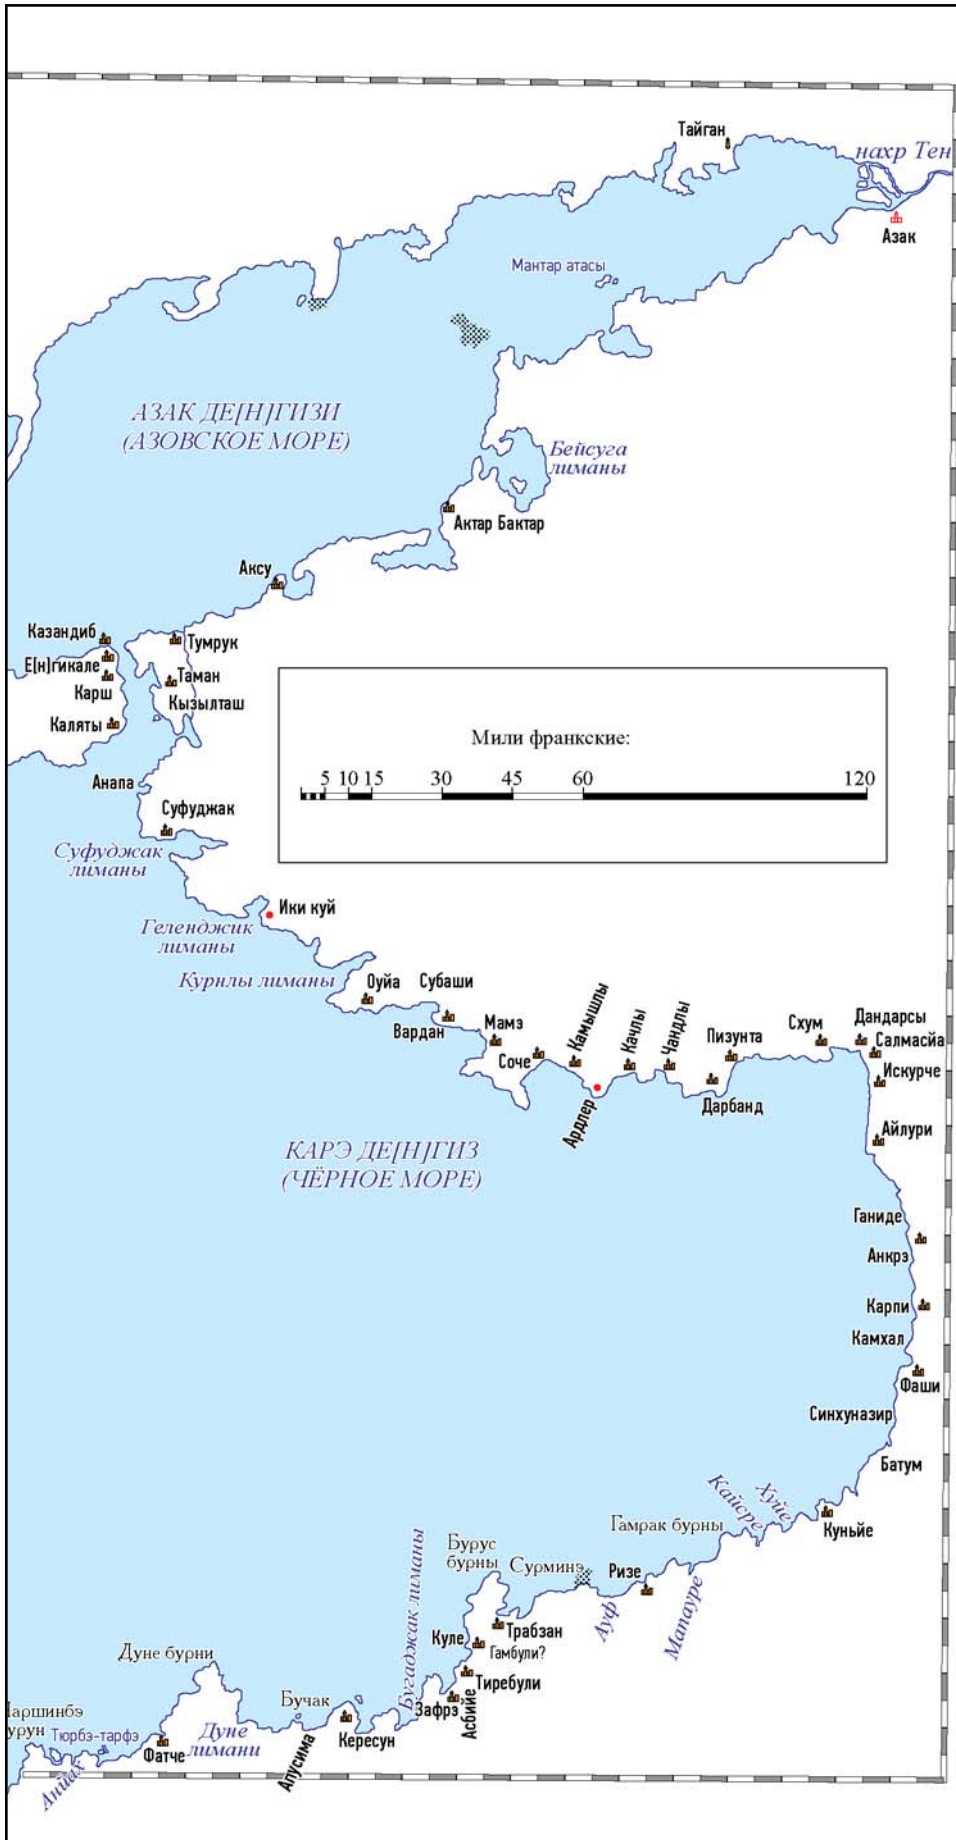 Тайган
нахр Тен
Азак
Мантар атасы
АЗАК ДЕ[Н]ГИЗИ
(АЗОВСКОЕ МОРЕ)
Бейсуга
лиманы
Актар Бактар
Аксу
Казандиб
Тумрук
Е[н]гикале
Таман
Карш
Кызылташ
Каляты
Мили франкские:
5 10 15 30 45 60 120
Анапа
Суфуджак
Суфуджак
лиманы
Ики куй
Геленджик
лиманы
Курнлы лиманы
Оуйа
Субаши
Вардан
Мамэ
Соче
Камышлы
Ардлер
Качлы
Чандлы
Пизунта
Дарбанд
Схум
Дандарсы
Салмасйа
Искурче
Айлури
КАРЭ ДЕ[Н]ГИЗ
(ЧЁРНОЕ МОРЕ)
Ганиде
Анкрэ
Карпи
Камхал
Фаши
Синхуназир
Батум
Куньйе
Хуйе
Кайсре
Гамрак бурны
Мапауре
Ризе
Ауф
Сурминэ
Бурус
бурны
Трабзан
Гамбули?
Куле
Тиребули
Бугаджак лиманы
Зафрэ
Асбийе
Дуне бурни
Бучак
Кересун
Апусима
Дуне
лимани
Фатче
Тюрбэ-тарфэ
Анйах